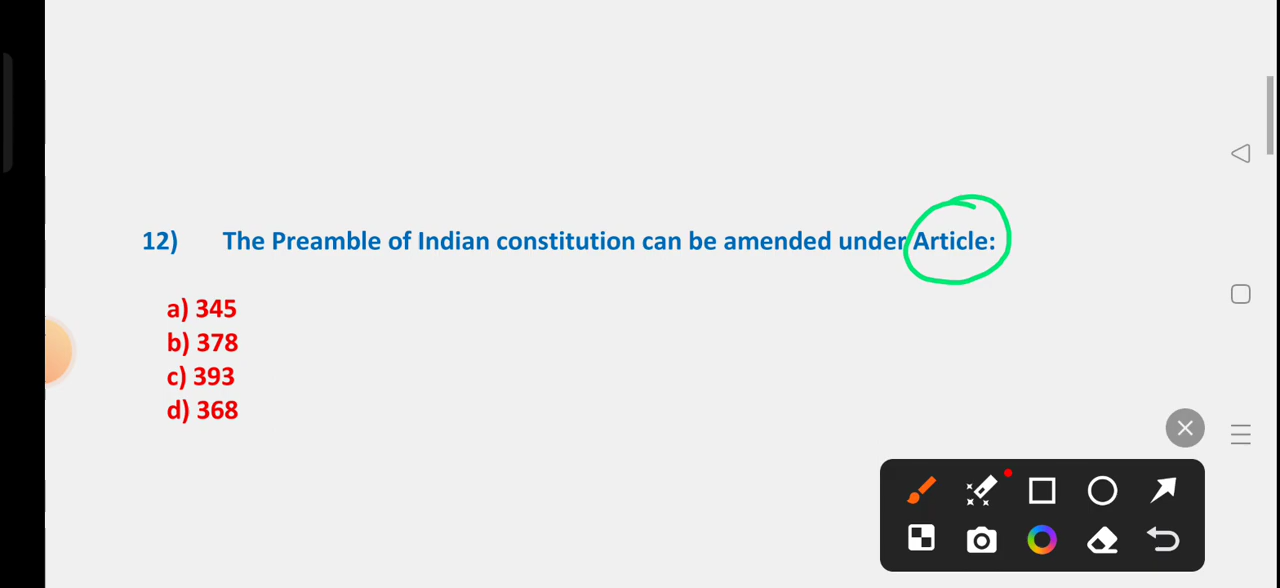 12) The Preamble of Indian constitution can be amended under Article:
a) 345
b) 378
c) 393
d) 368